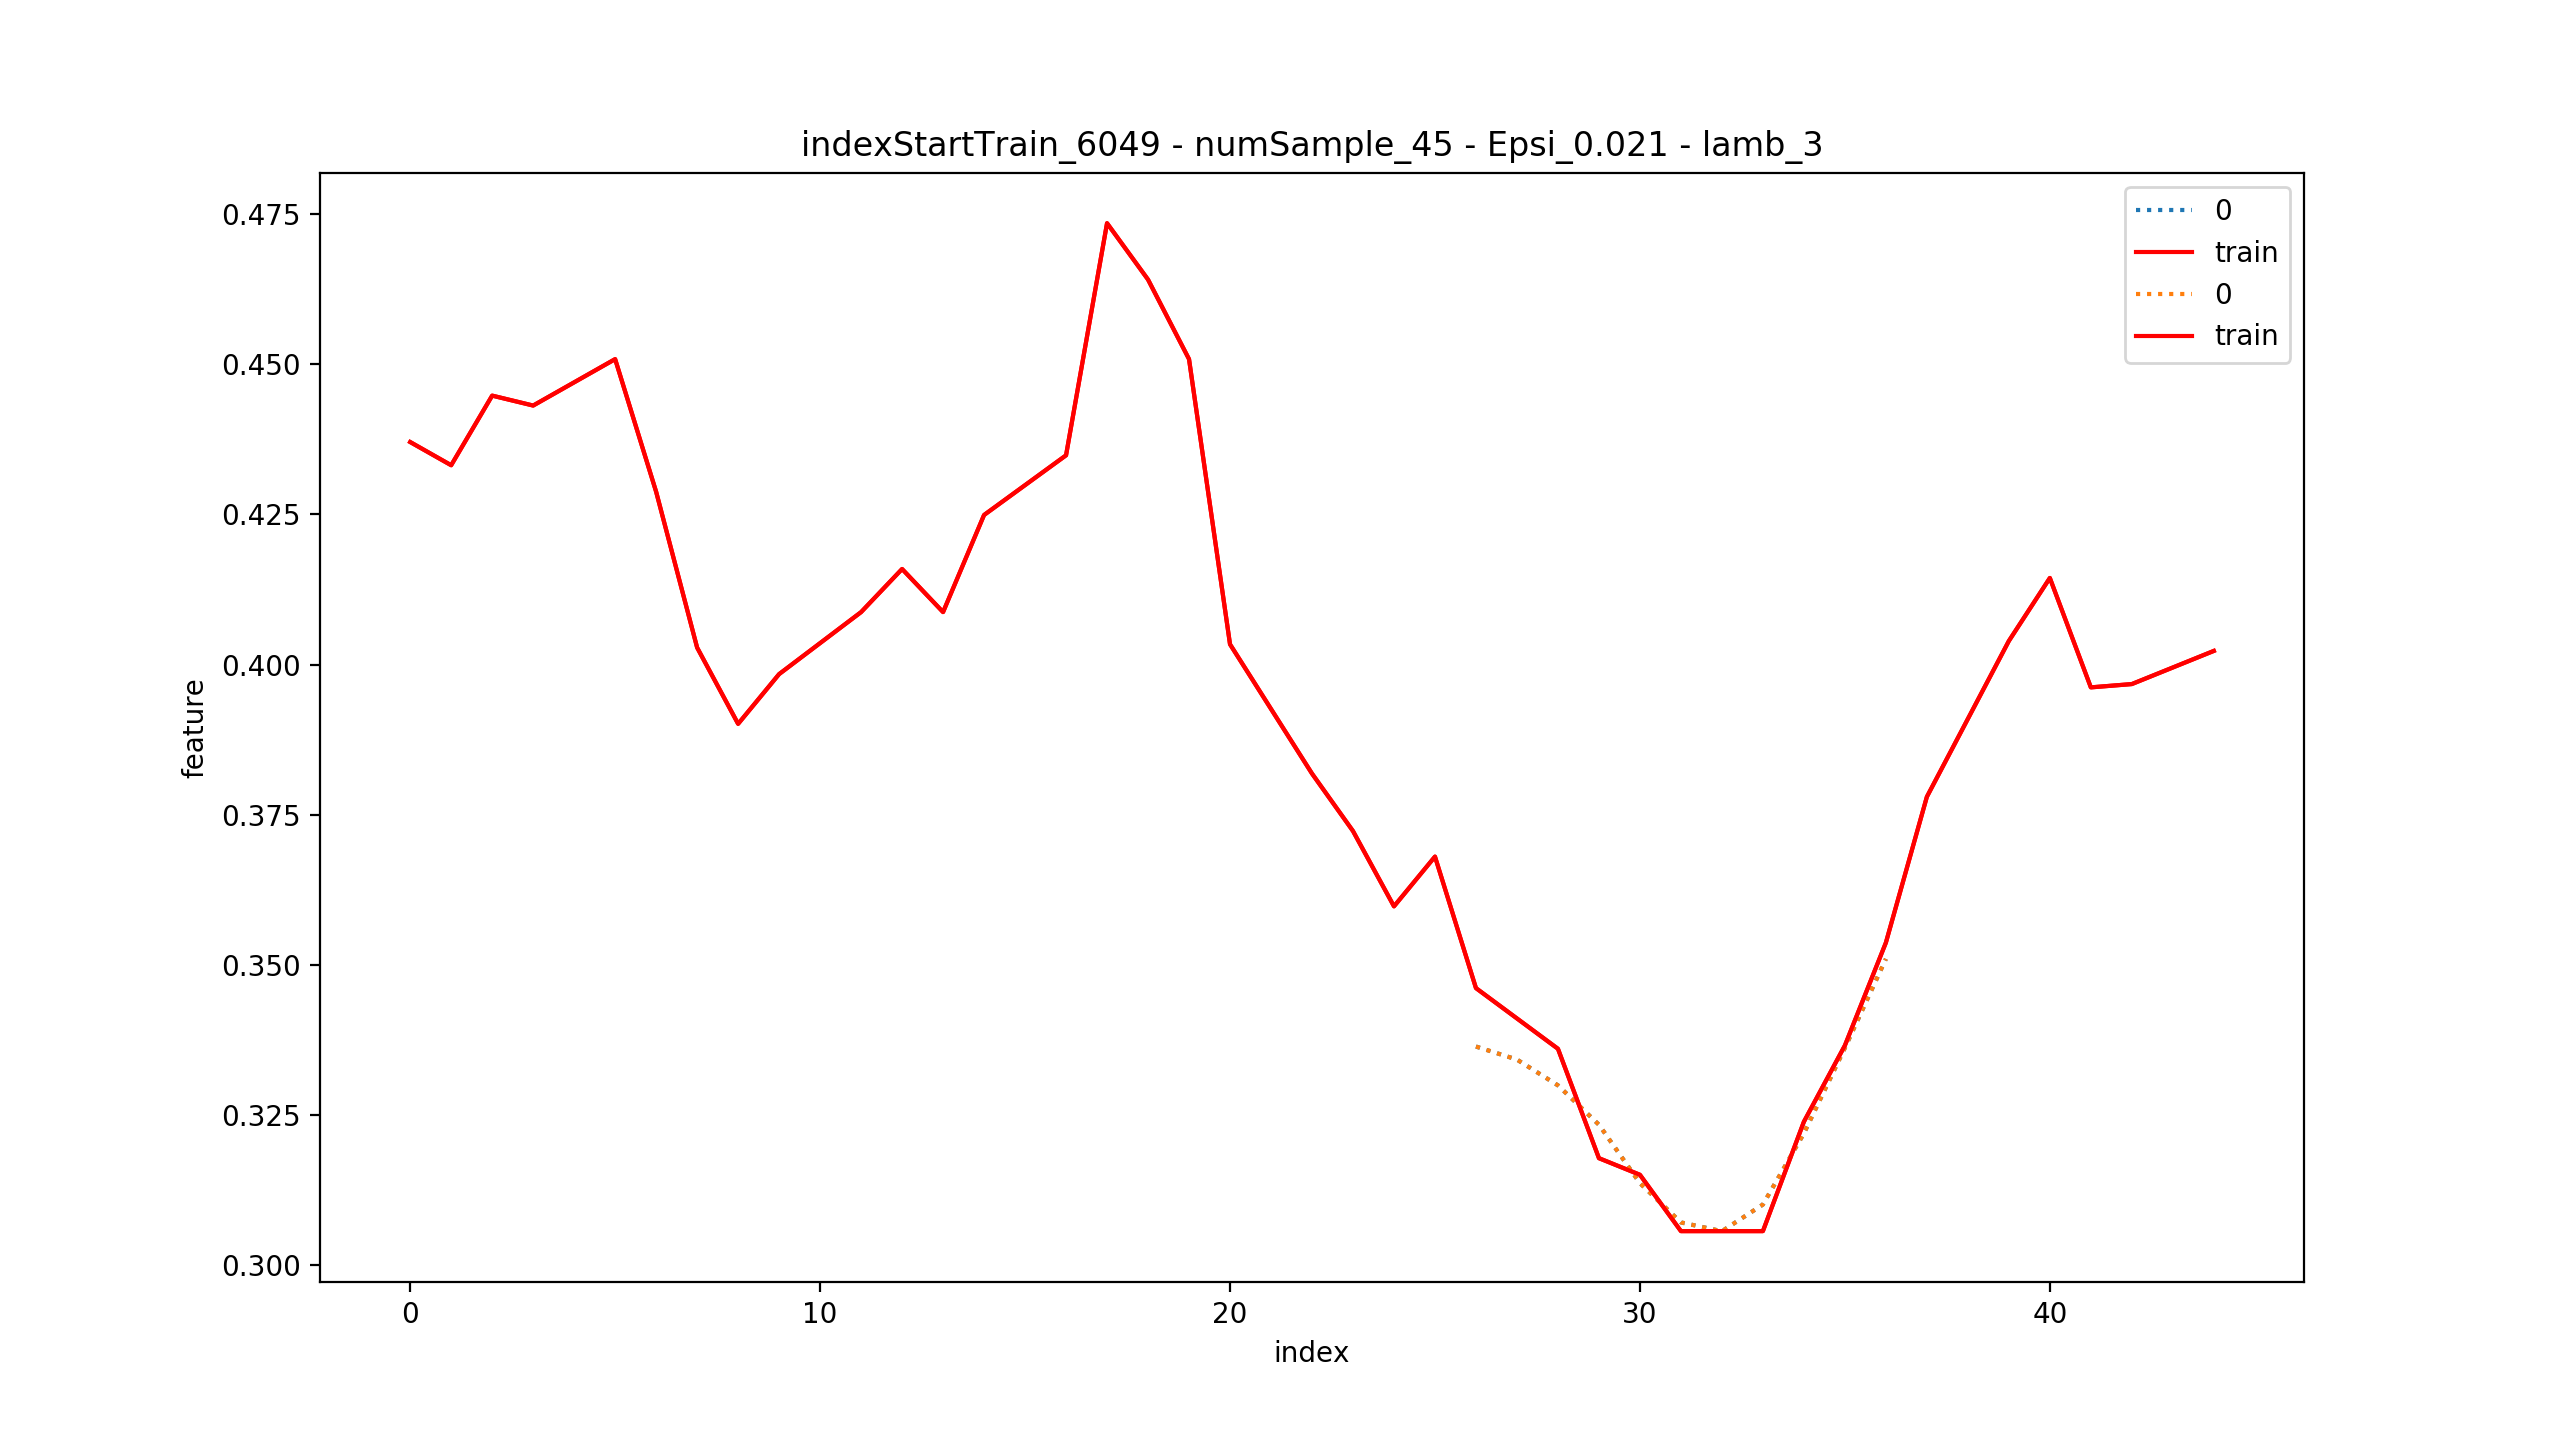 indexStartTrain_6049 - numSample_45 - Epsi_0.021 - lamb_3
0
train
0
train
0.475
0.450
0.425
0.400
0.375
0.350
0.325
0.300
feature
0 10 20 30 40
index